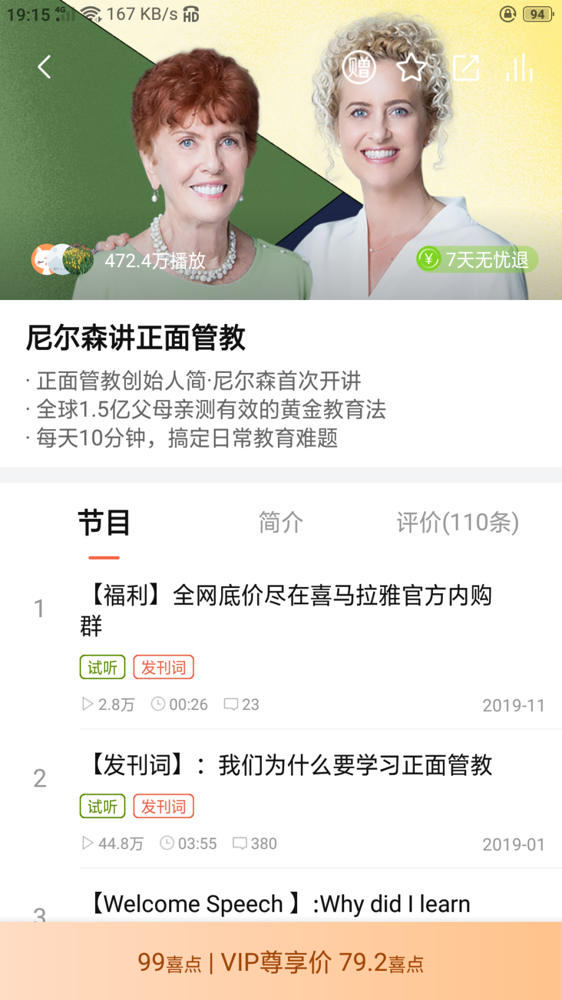 19:15 4G 167 KB/s HD 94
赠
472.4万播放
¥ 7天无忧退
尼尔森讲正面管教
· 正面管教创始人简·尼尔森首次开讲
· 全球1.5亿父母亲测有效的黄金教育法
· 每天10分钟，搞定日常教育难题
节目 简介 评价(110条)
1
【福利】全网底价尽在喜马拉雅官方内购
群
试听 发刊词
2.8万 00:26 23 2019-11
2
【发刊词】：我们为什么要学习正面管教
试听 发刊词
44.8万 03:55 380 2019-01
3
【Welcome Speech 】:Why did I learn
99喜点 | VIP尊享价 79.2喜点